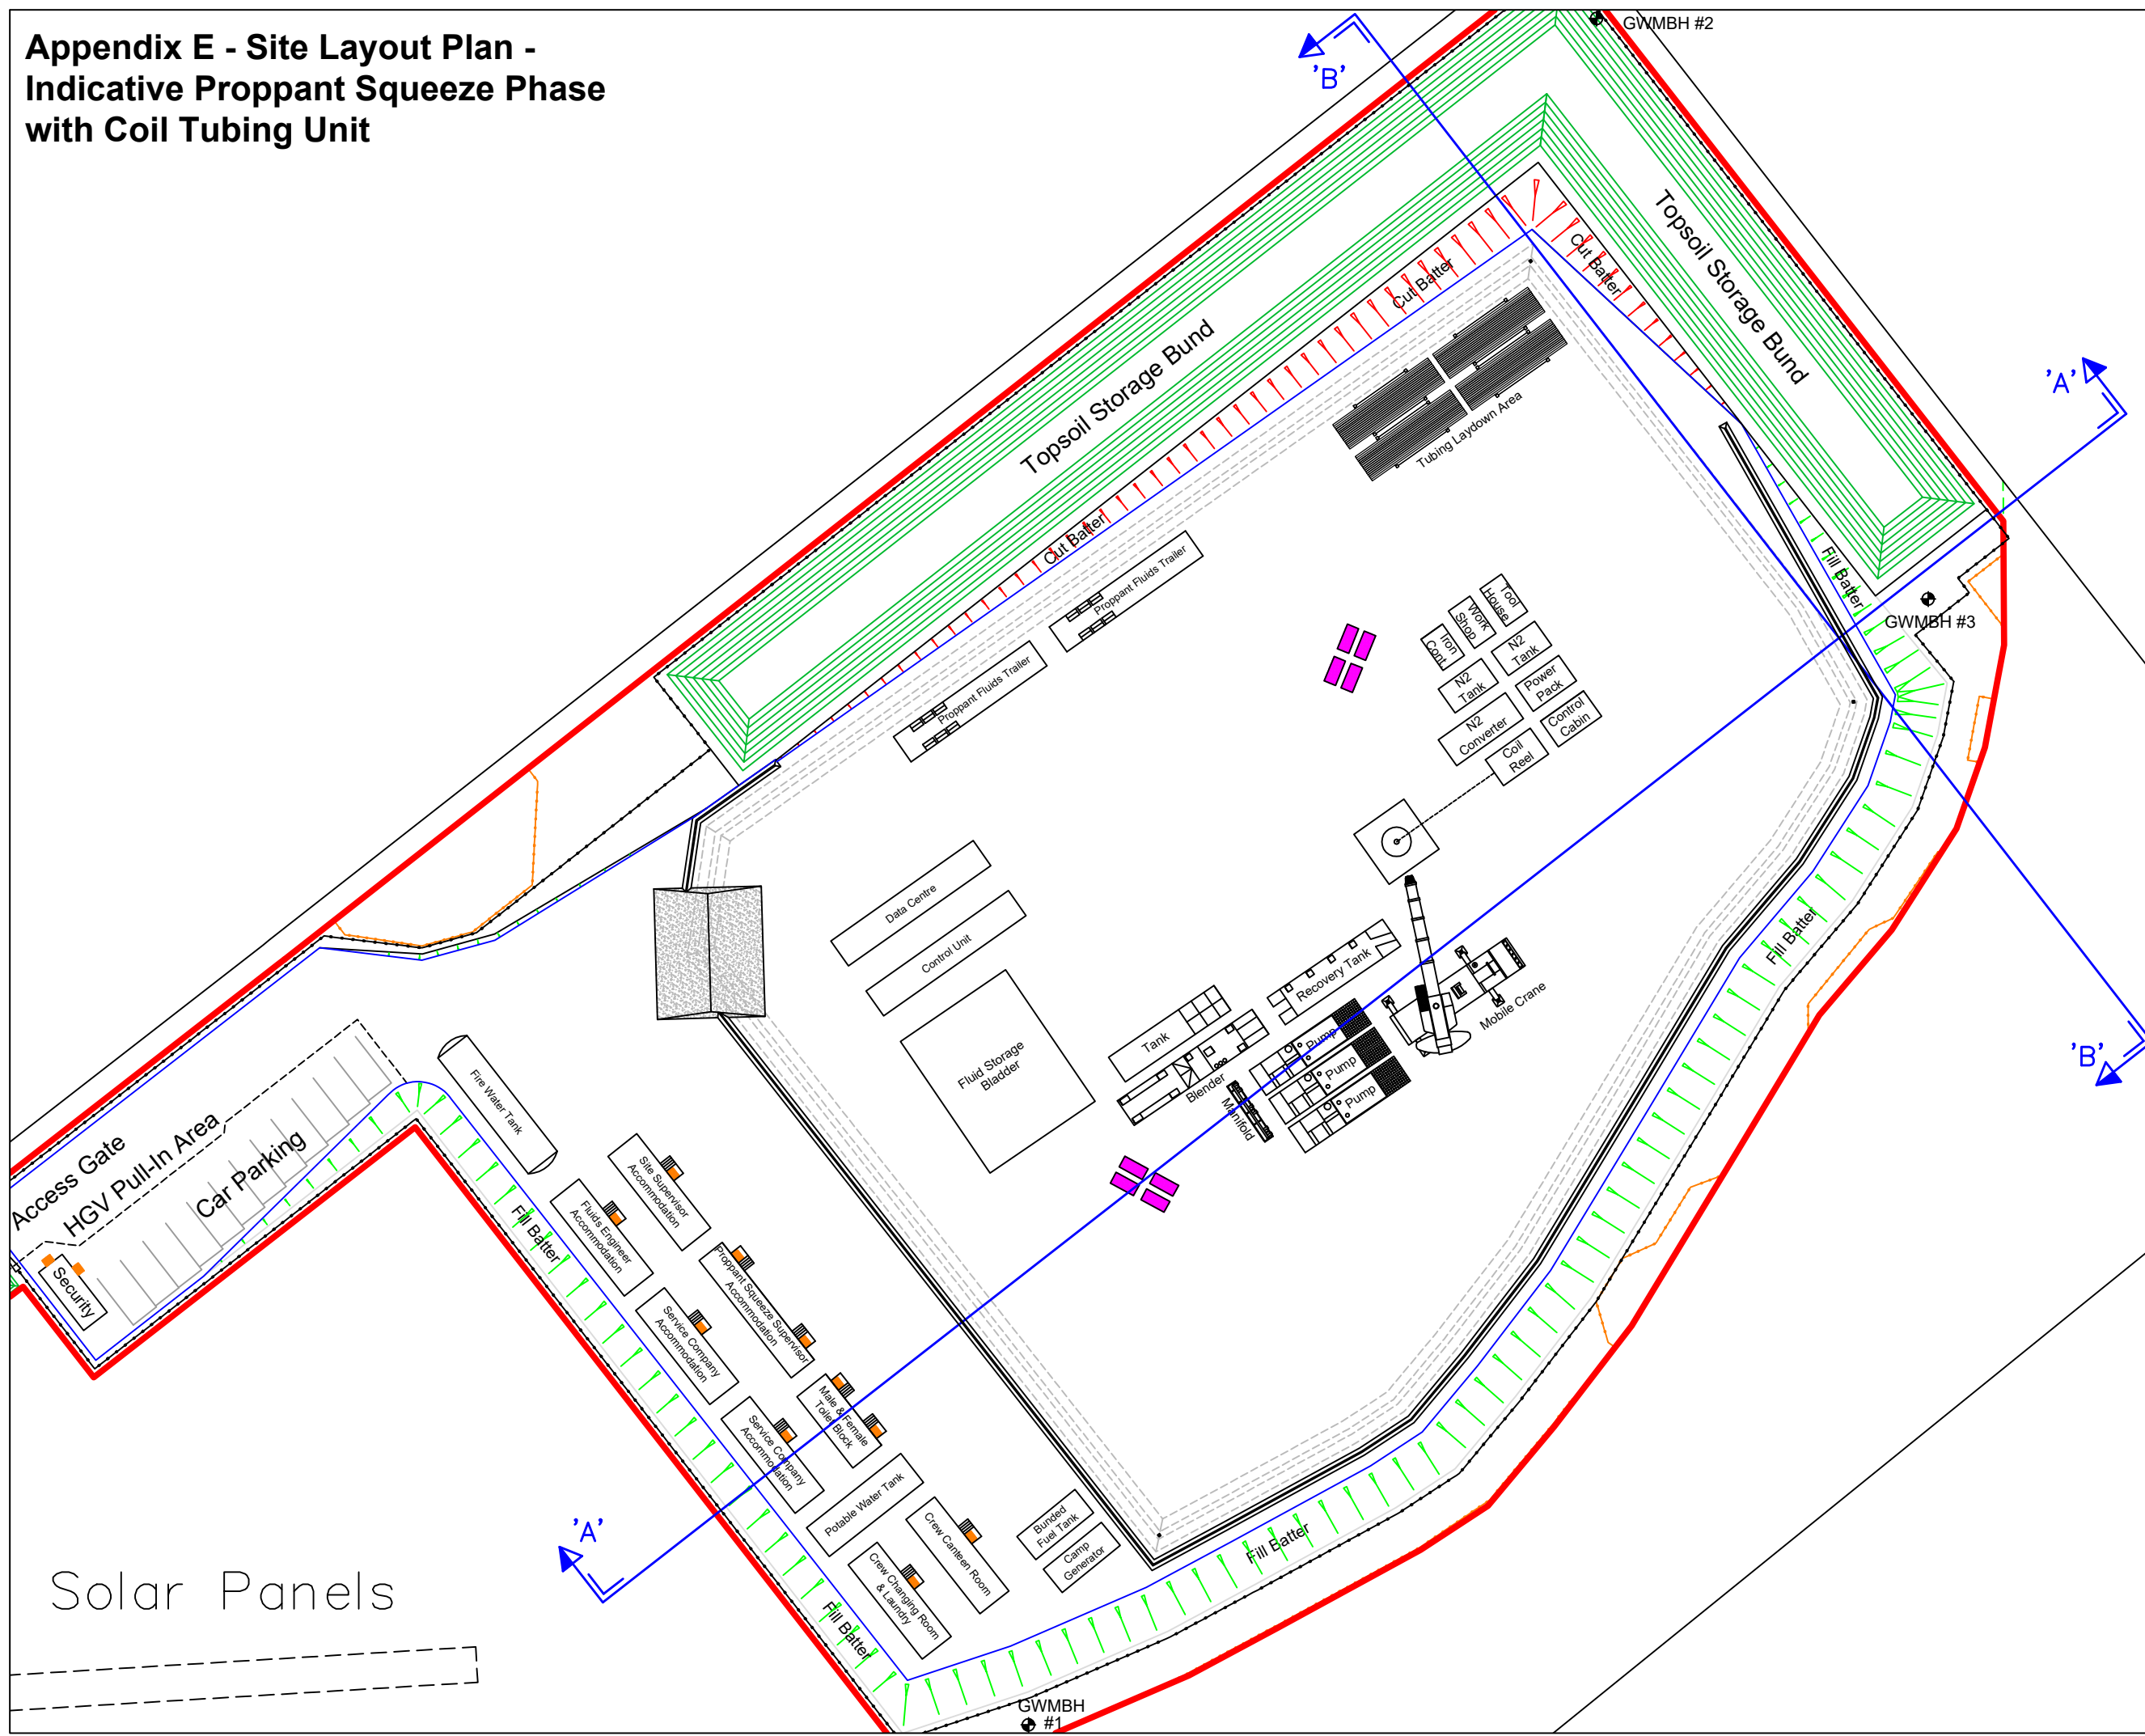 Appendix E - Site Layout Plan -
Indicative Proppant Squeeze Phase
with Coil Tubing Unit
GWMBH #2
'B'
Topsoil Storage Bund
Cut Batter
Cut Batter
'A'
Topsoil Storage Bund
Tubing Laydown Area
Cut Batter
Proppant Fluids Trailer
Fill Batter
Tool
House
Work
Shop
Iron
Cont
GWMBH #3
N2
Tank
N2
Tank
Power
Pack
Proppant Fluids Trailer
N2
Converter
Control
Cabin
Coil
Reel
Data Centre
Control Unit
Fill Batter
Recovery Tank
Mobile Crane
Tank
Pump
Pump
Pump
Blender
Manifold
Fluid Storage
Bladder
'B'
Fire Water Tank
Access Gate
HGV Pull-In Area
Car Parking
Security
Fill Batter
Site Supervisor
Accommodation
Fluids Engineer
Accommodation
Proppant Squeeze Supervisor
Accommodation
Service Company
Accommodation
Male & Female
Toilet Block
Service Company
Accommodation
Potable Water Tank
Crew Canteen Room
Bunded
Fuel Tank
Camp
Generator
Crew Changing Room
& Laundry
Fill Batter
Fill Batter
'A'
Solar Panels
GWMBH
#1